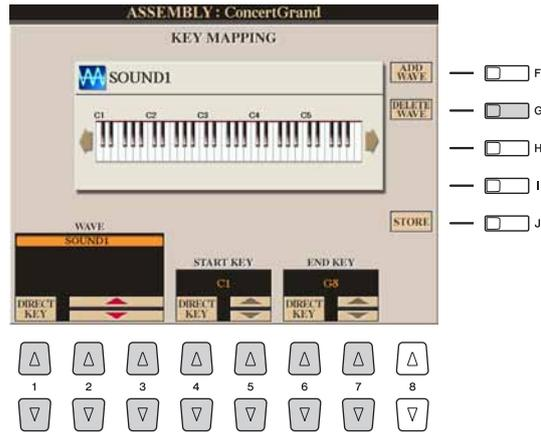 ASSEMBLY: ConcertGrand
KEY MAPPING
SOUND1
C1 C2 C3 C4 C5
ADD WAVE
DELETE WAVE
STORE
F
G
H
I
J
WAVE
SOUND1
DIRECT KEY
START KEY
C1
DIRECT KEY
END KEY
G8
DIRECT KEY
1 2 3 4 5 6 7 8